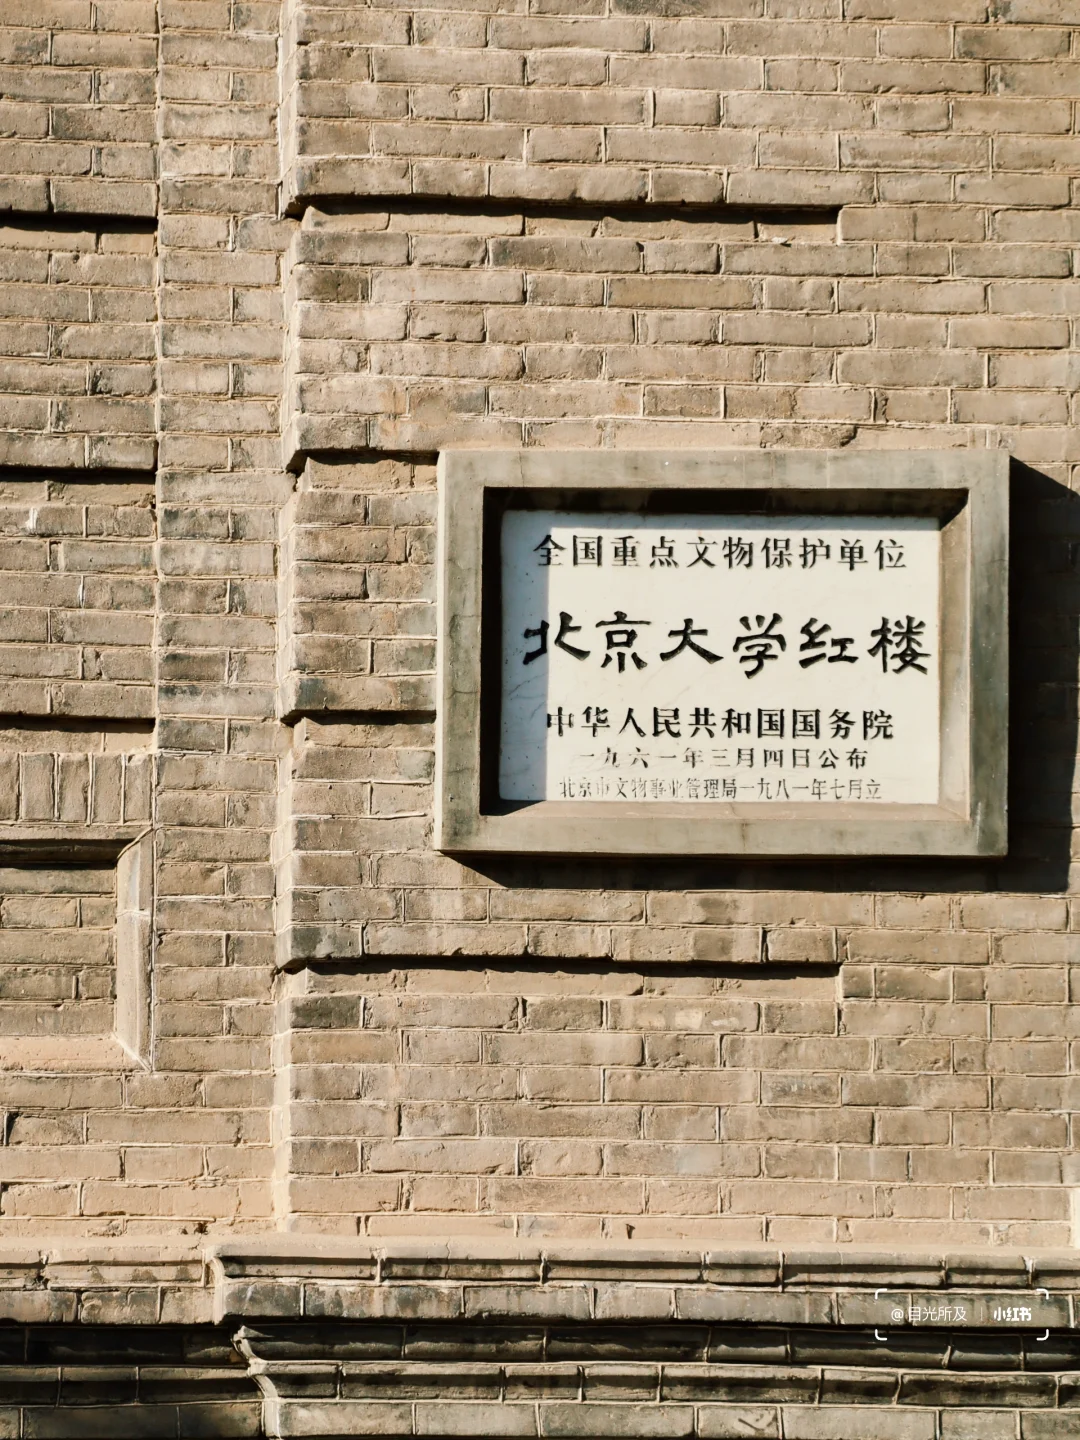 全国重点文物保护单位
北京大学红楼
中华人民共和国国务院
一九六一年三月四日公布
北京市文物事业管理局一九八一年七月立
@目光所及 | 小红书